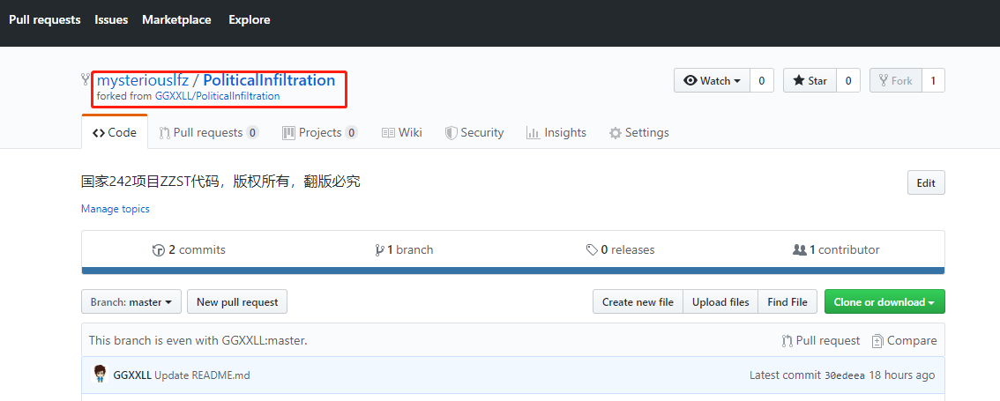 Pull requests Issues Marketplace Explore
mysteriouslfz / PoliticalInfiltration
forked from GGXXLL/PoliticalInfiltration
Watch 0 Star 0 Fork 1
Code Pull requests 0 Projects 0 Wiki Security Insights Settings
国家242项目ZZST代码，版权所有，翻版必究
Edit
Manage topics
2 commits 1 branch 0 releases 1 contributor
Branch: master New pull request Create new file Upload files Find File Clone or download
This branch is even with GGXXLL:master. Pull request Compare
GGXXLL Update README.md Latest commit 30edeea 18 hours ago